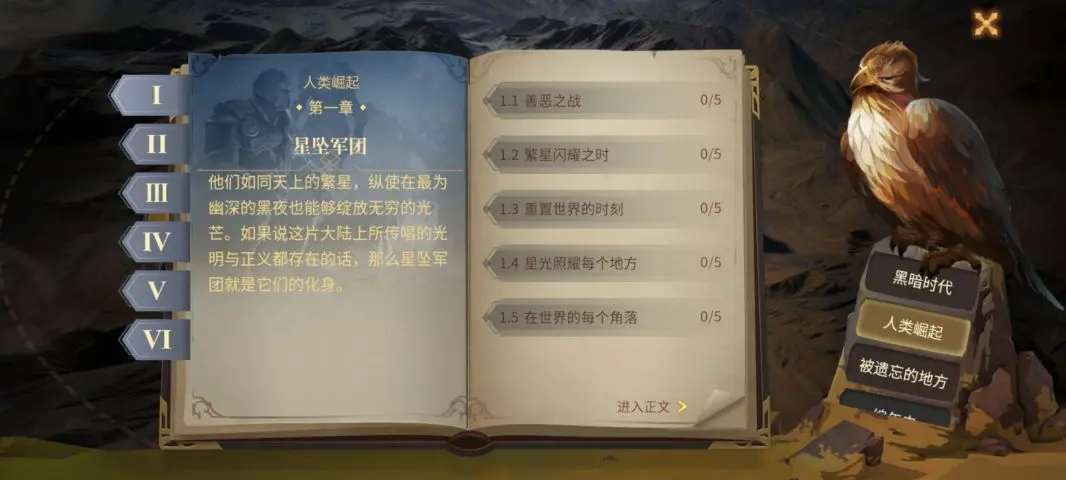 I
II
III
IV
V
VI
人类崛起
第一章
星坠军团
他们如同天上的繁星，纵使在最为
幽深的黑夜也能够绽放无穷的光
芒。如果说这片大陆上所传唱的光
明与正义都存在的话，那么星坠军
团就是它们的化身。
1.1 善恶之战 0/5
1.2 繁星闪耀之时 0/5
1.3 重置世界的时刻 0/5
1.4 星光照耀每个地方 0/5
1.5 在世界的每个角落 0/5
进入正文 >
黑暗时代
人类崛起
被遗忘的地方